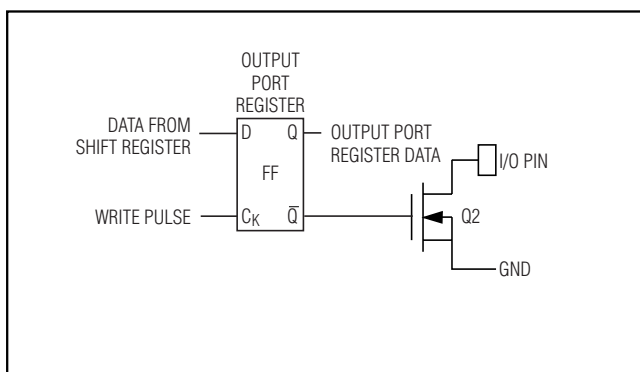 OUTPUT
PORT
REGISTER
DATA FROM
SHIFT REGISTER
D
Q
OUTPUT PORT
REGISTER DATA
FF
I/O PIN
WRITE PULSE
CK
Q̅
Q2
GND